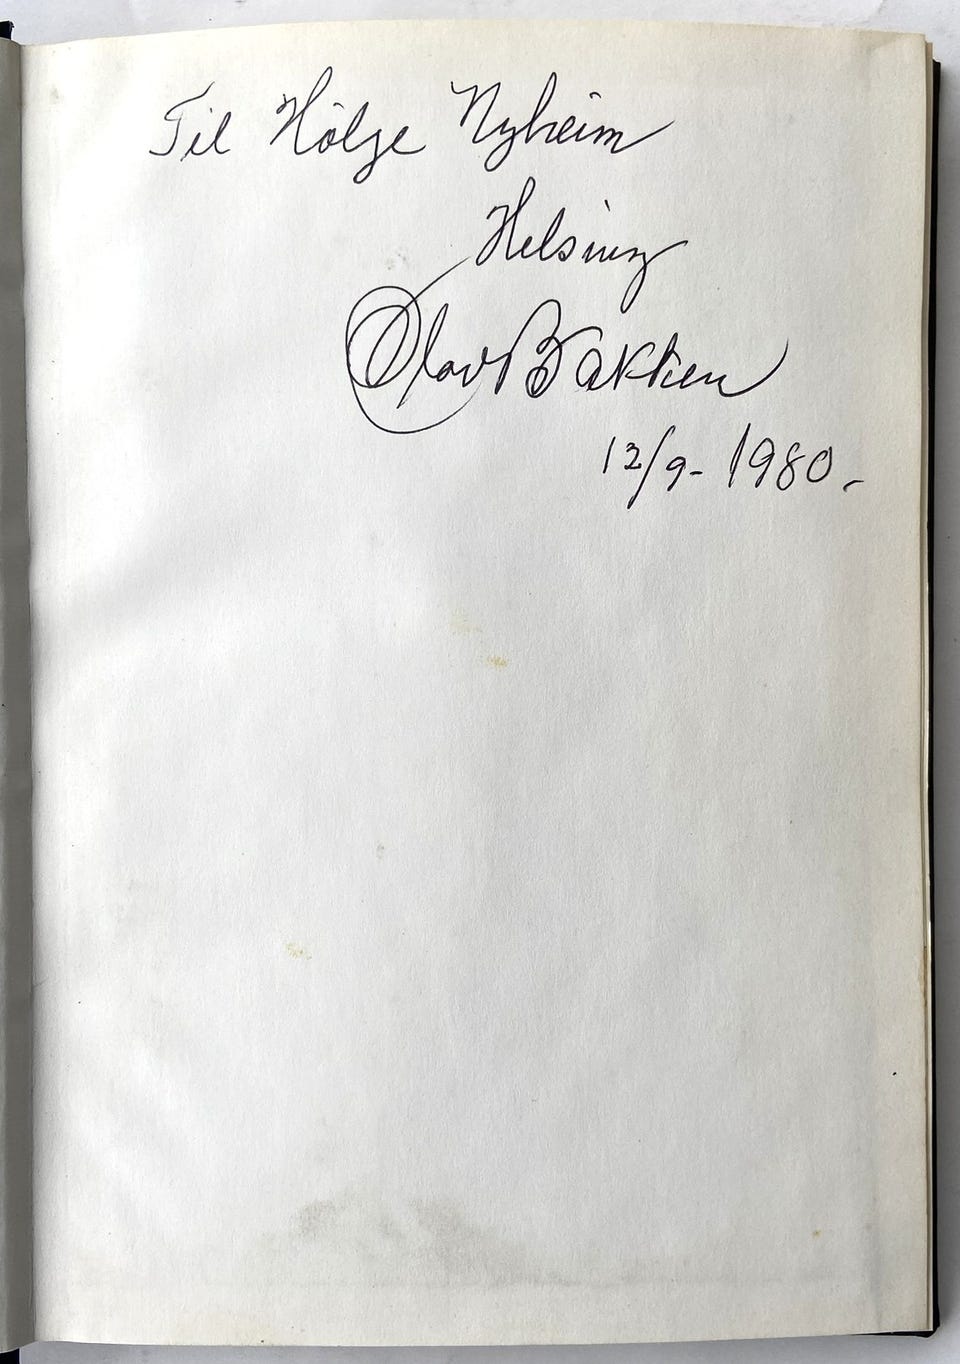 Til Hölge Nyheim
Helsing
Olav Bakken
12/9- 1980.